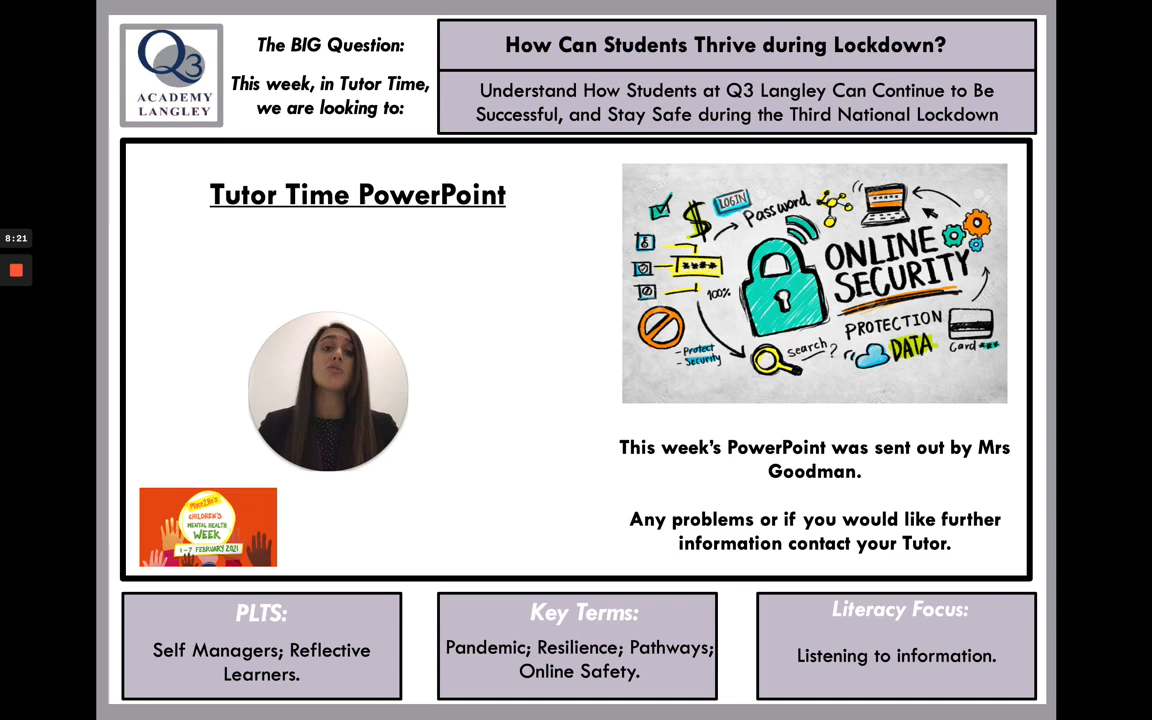 Q3
ACADEMY
LANGLEY
The BIG Question:
This week, in Tutor Time,
we are looking to:
How Can Students Thrive during Lockdown?
Understand How Students at Q3 Langley Can Continue to Be
Successful, and Stay Safe during the Third National Lockdown
8:21
Tutor Time PowerPoint
LOGIN
Password
$
****
100%
ONLINE
SECURITY
PROTECTION
DATA
Card ***
search?
- Protect
- Security
This week's PowerPoint was sent out by Mrs
Goodman.
Any problems or if you would like further
information contact your Tutor.
CHILDREN'S
MENTAL HEALTH
WEEK
1-7 FEBRUARY 2021
PLTS:
Self Managers; Reflective
Learners.
Key Terms:
Pandemic; Resilience; Pathways;
Online Safety.
Literacy Focus:
Listening to information.